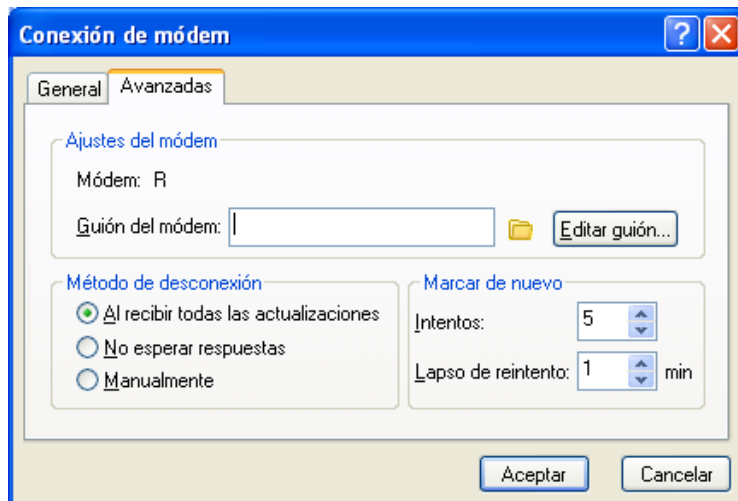 Conexión de módem
General Avanzadas
Ajustes del módem
Módem: R
Guión del módem: Editar guión...
Método de desconexión
Al recibir todas las actualizaciones
No esperar respuestas
Manualmente
Marcar de nuevo
Intentos: 5
Lapso de reintento: 1 min
Aceptar Cancelar